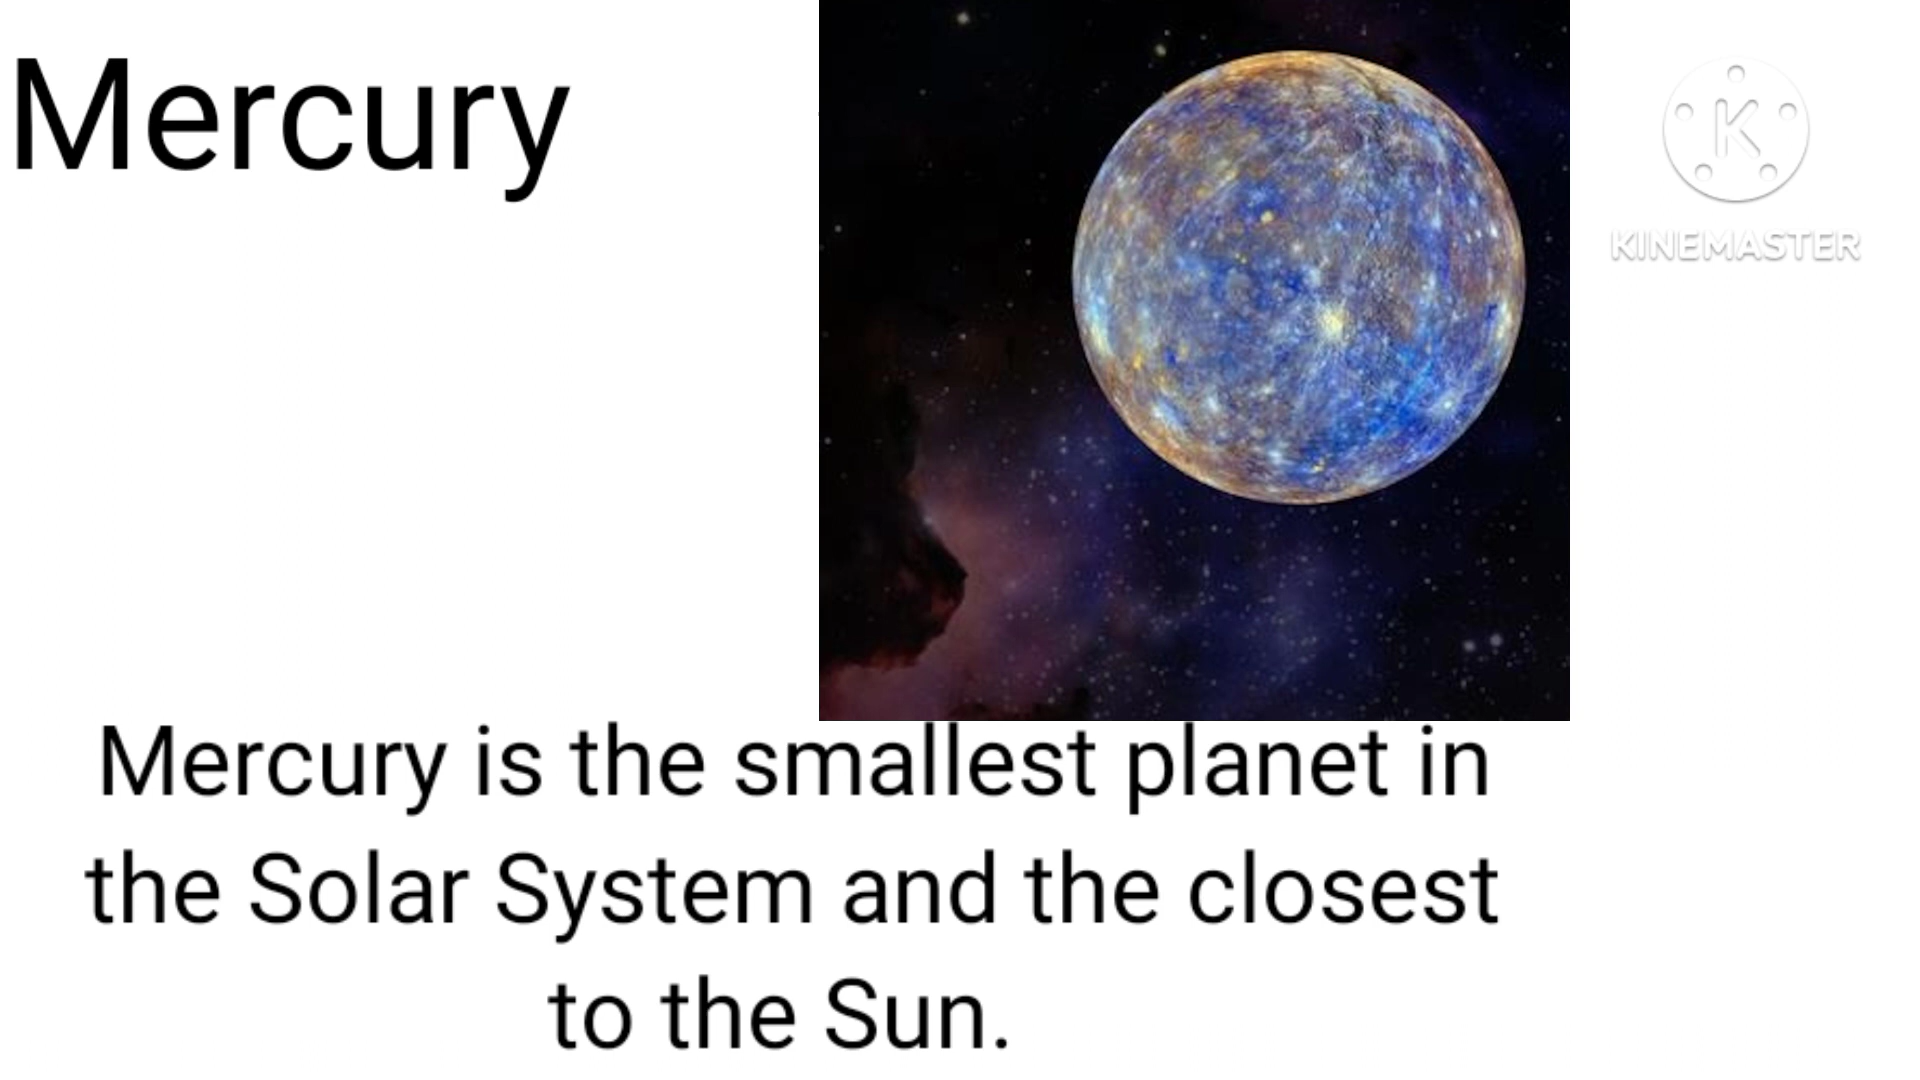 Mercury
K
KINEMASTER
Mercury is the smallest planet in
the Solar System and the closest
to the Sun.